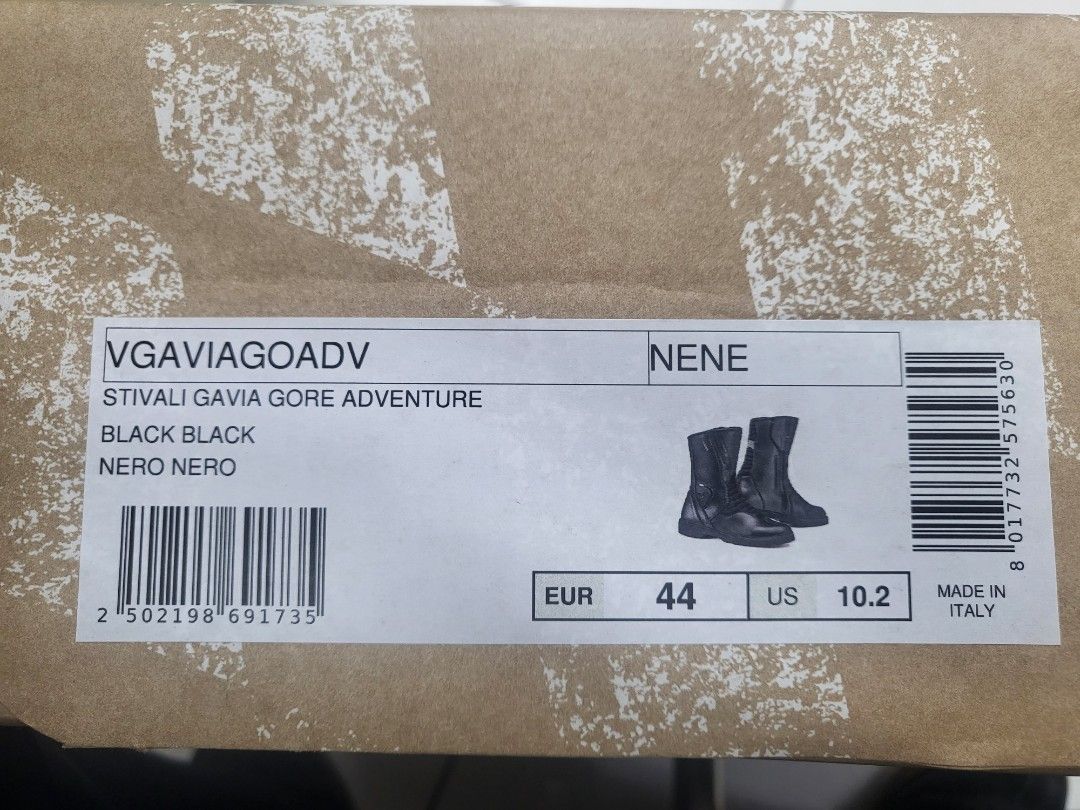 VGAVIAGOADV NENE
STIVALI GAVIA GORE ADVENTURE
BLACK BLACK
NERO NERO
2 502198 691735
EUR 44 US 10.2
MADE IN
ITALY
8 017732 575630